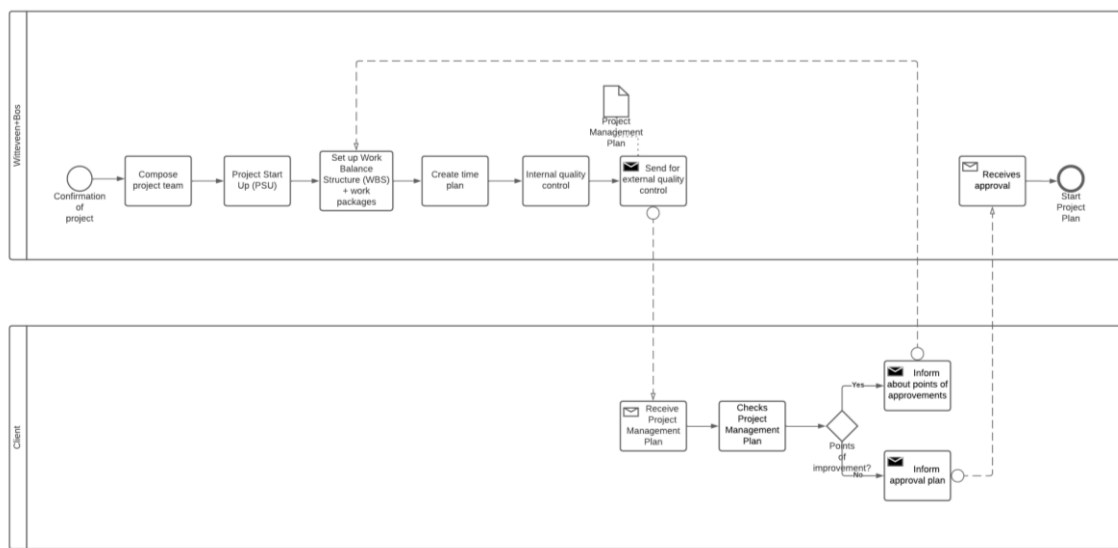 Witteveen+Bos
Confirmation
of
project
Compose
project team
Project Start
Up (PSU)
Set up Work
Balance
Structure (WBS)
+ work
packages
Create time
plan
Internal quality
control
Project
Management
Plan
Send for
external quality
control
Receives
approval
Start
Project
Plan
Client
Receive
Project
Management
Plan
Checks
Project
Management
Plan
Points
of
improvement?
Yes
No
Inform
about points of
approvements
Inform
approval plan